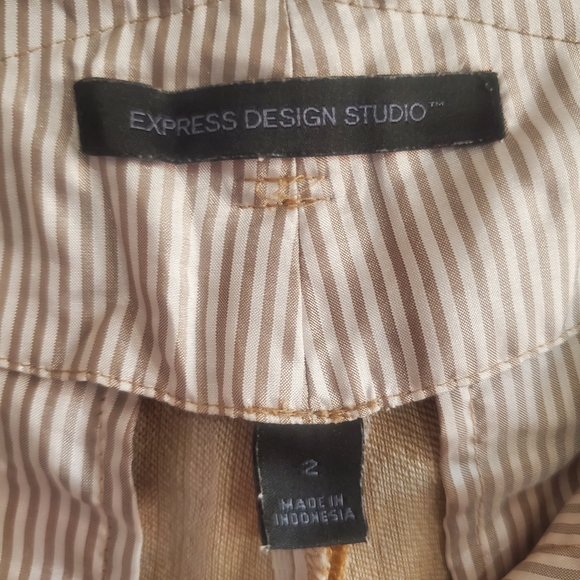 EXPRESS DESIGN STUDIO™
2
MADE IN
INDONESIA